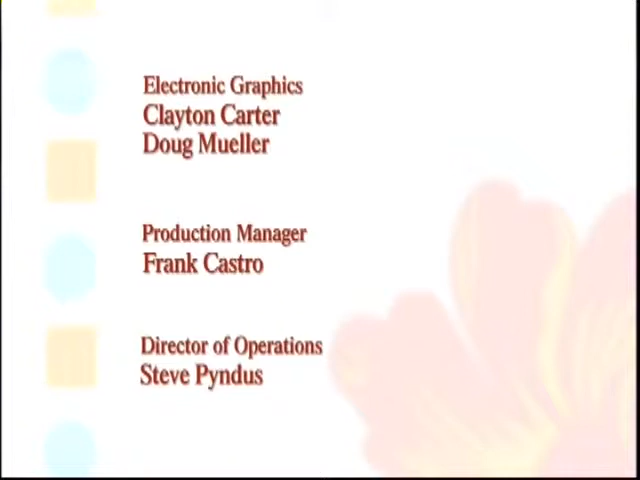 Electronic Graphics
Clayton Carter
Doug Mueller
Production Manager
Frank Castro
Director of Operations
Steve Pyndus